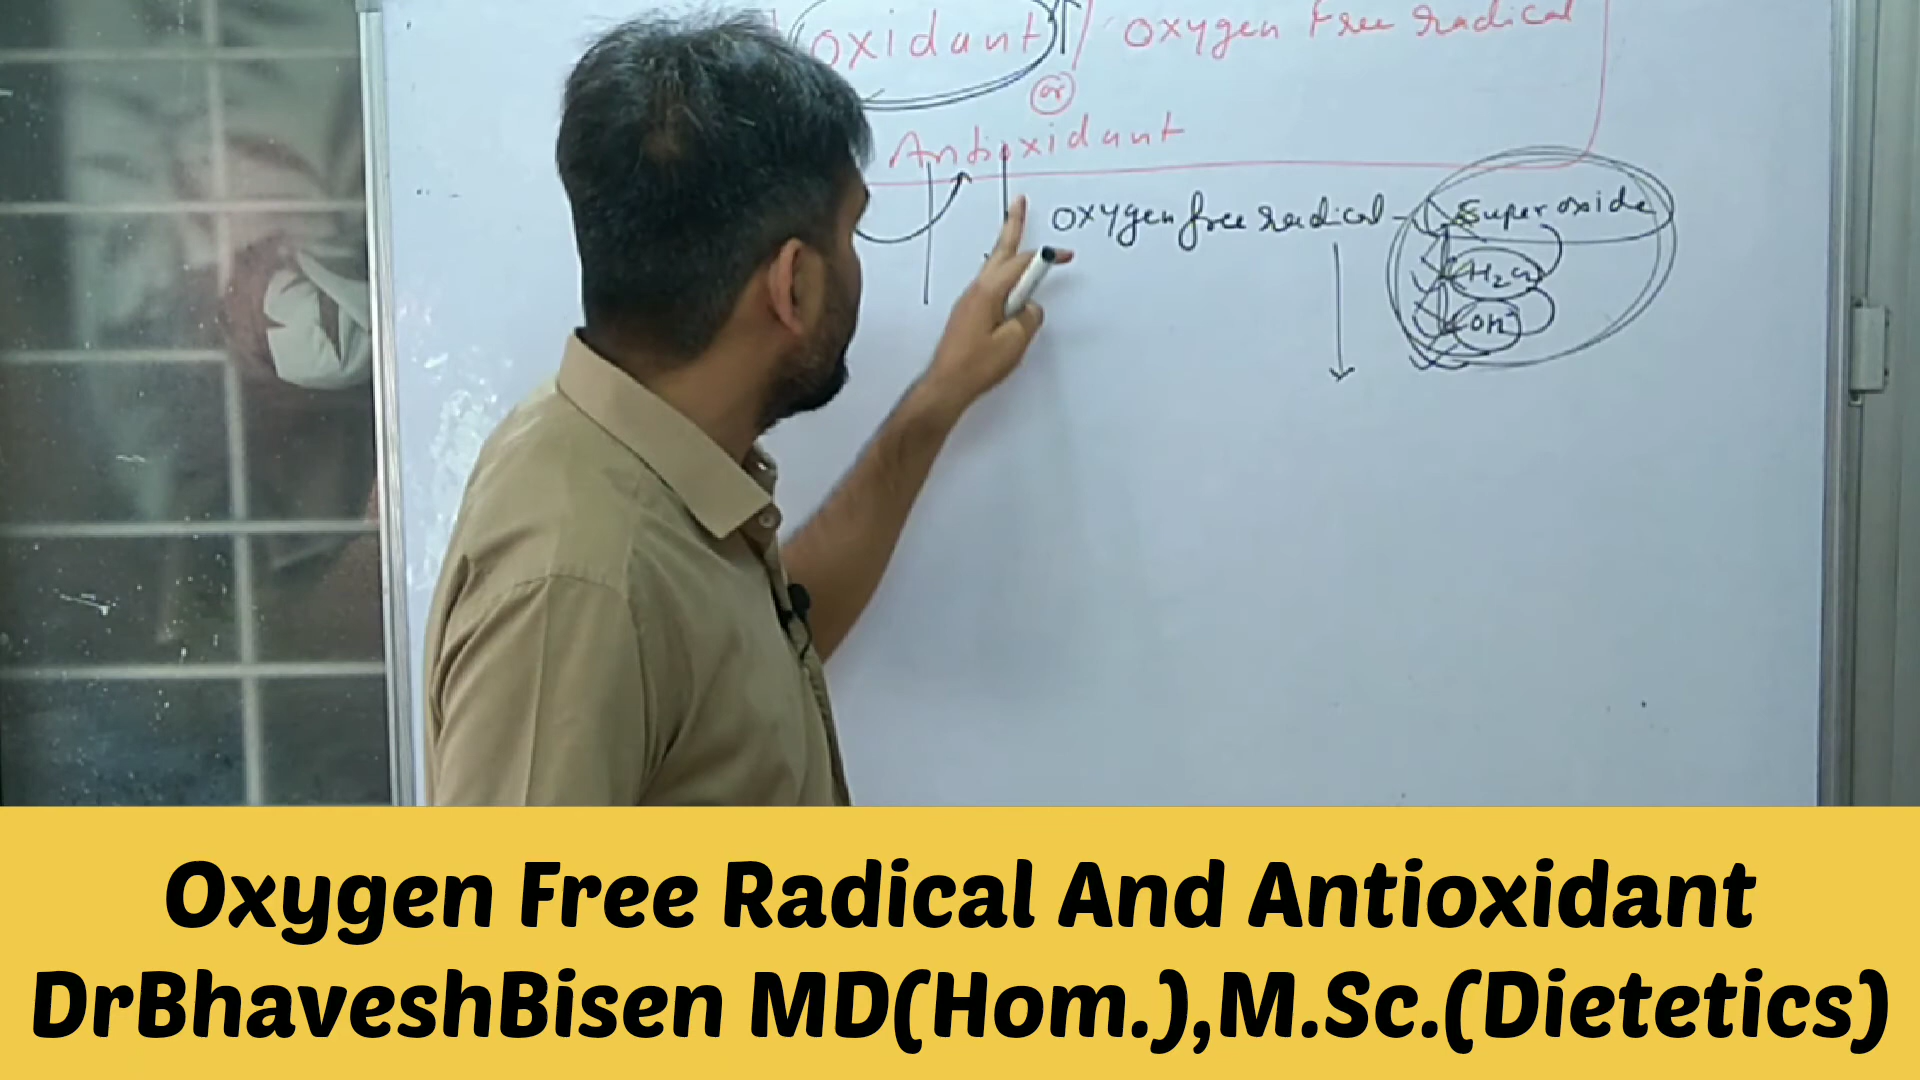 oxidant / oxygen free radical
or
Antioxidant
oxygen free radical - Superoxide
H2O2
OH
Oxygen Free Radical And Antioxidant
DrBhaveshBisen MD(Hom.),M.Sc.(Dietetics)